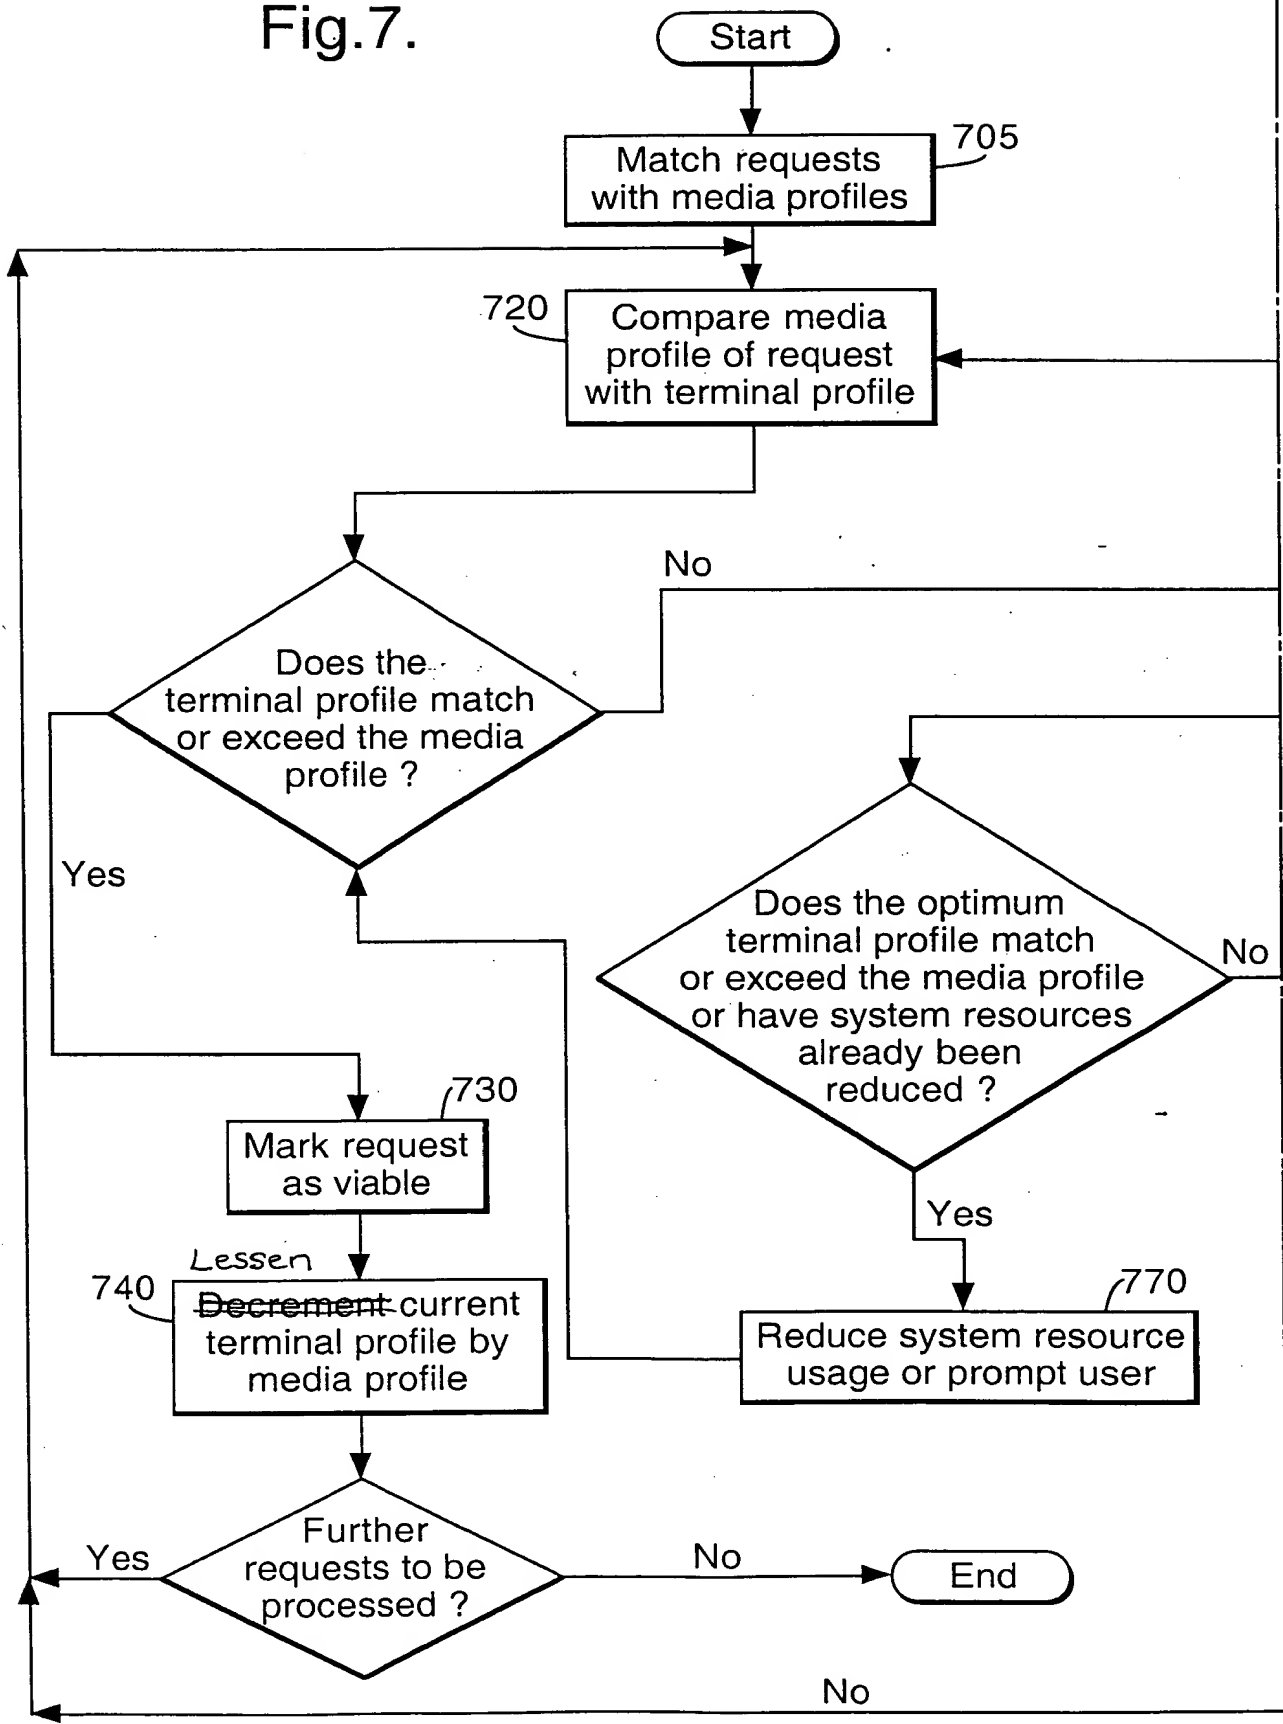 Fig.7.
Start
705
Match requests
with media profiles
720
Compare media
profile of request
with terminal profile
No
Does the
terminal profile match
or exceed the media
profile ?
Yes
Does the optimum
terminal profile match
or exceed the media profile
or have system resources
already been
reduced ?
No
730
Mark request
as viable
Yes
Lessen
740
Decrement current
terminal profile by
media profile
770
Reduce system resource
usage or prompt user
Further
requests to be
processed ?
Yes
No
End
No